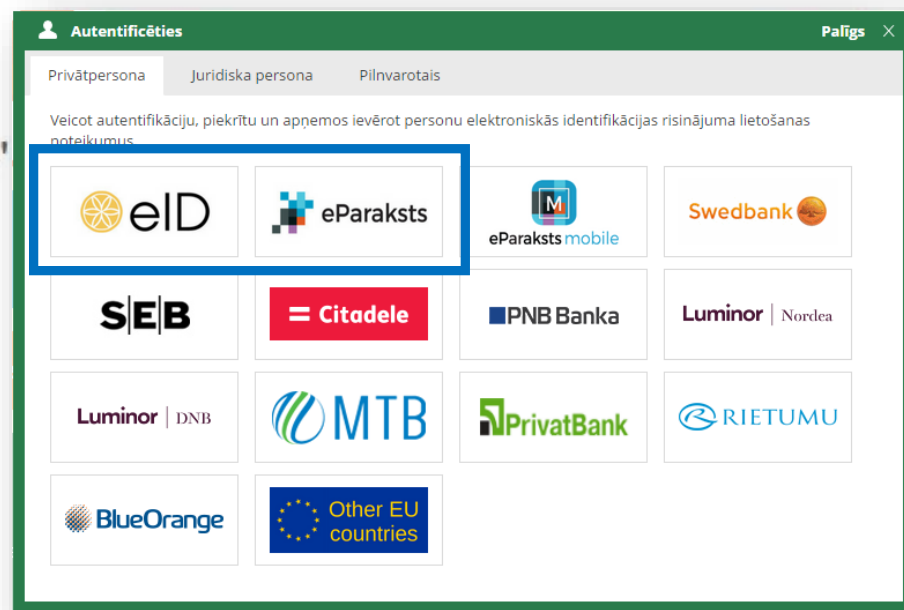 Autentificēties
Palīgs
Privātpersona Juridiska persona Pilnvarotais
Veicot autentifikāciju, piekrītu un apņemos ievērot personu elektroniskās identifikācijas risinājuma lietošanas
noteikumus
eID
eParaksts
M
eParaksts mobile
Swedbank
S|E|B
Citadele
PNB Banka
Luminor | Nordea
Luminor | DNB
MTB
PrivatBank
RIETUMU
BlueOrange
Other EU
countries